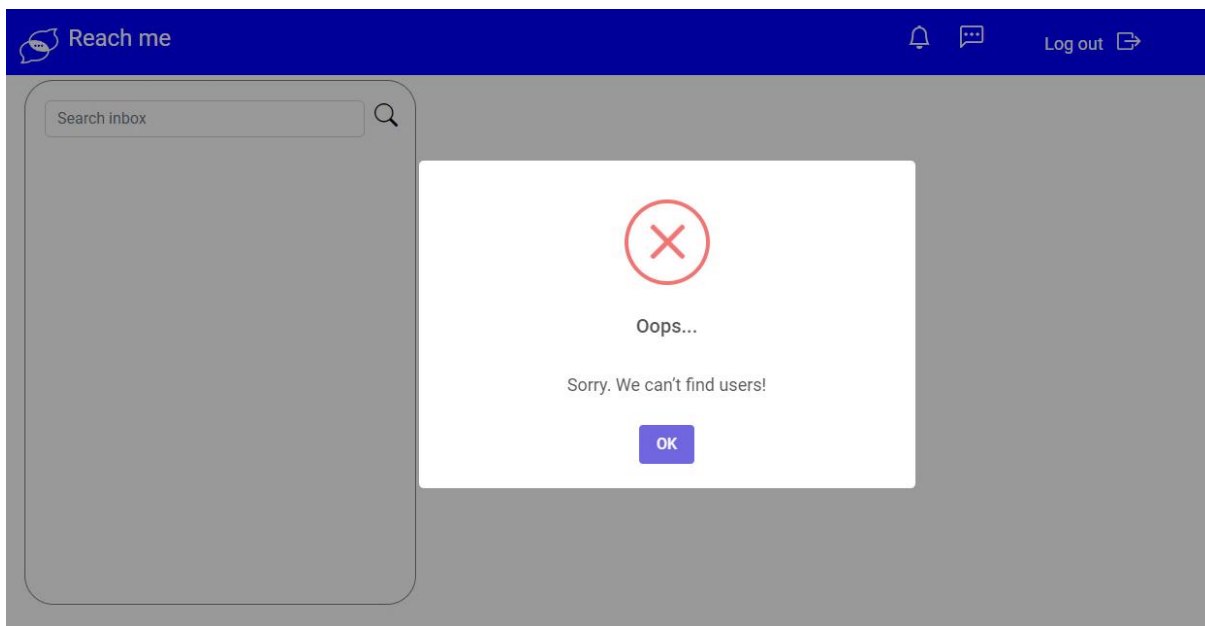 Reach me
Log out
Search inbox
Oops...
Sorry. We can't find users!
OK